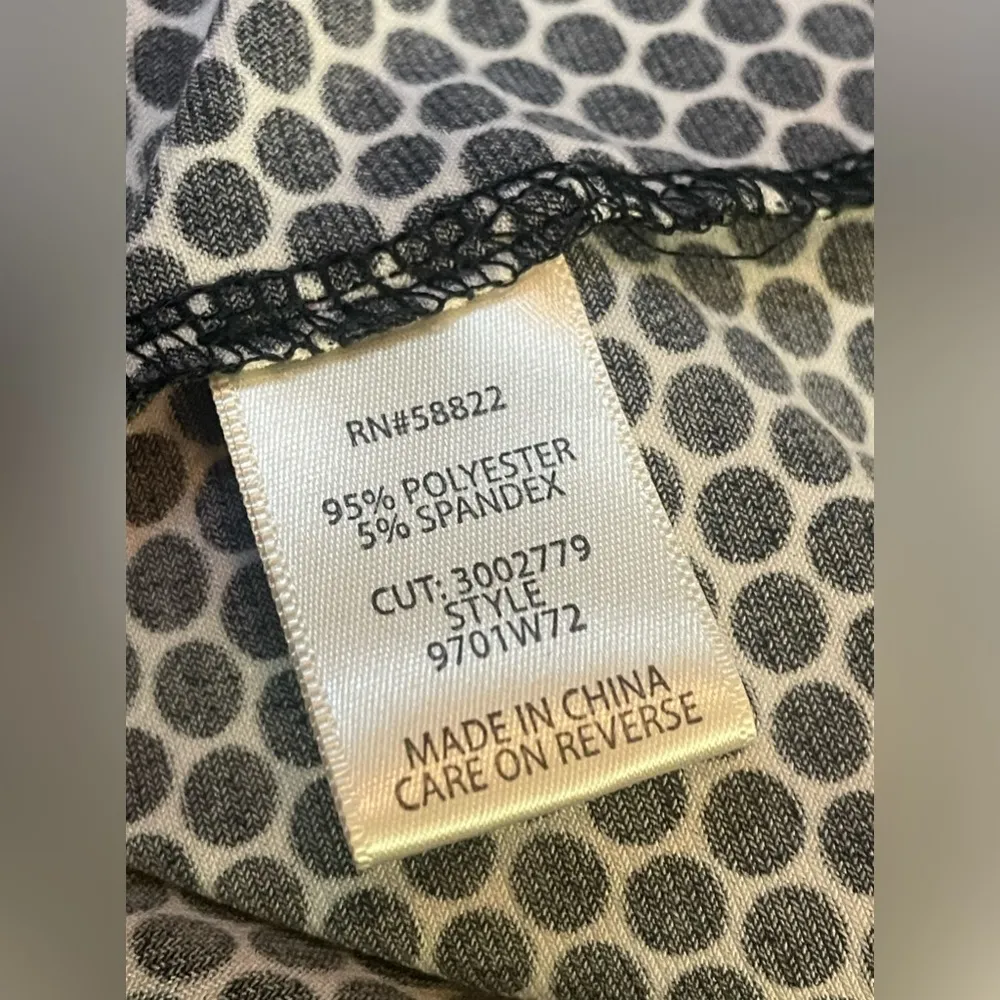 RN#58822
95% POLYESTER
5% SPANDEX
CUT: 3002779
STYLE
9701W72
MADE IN CHINA
CARE ON REVERSE